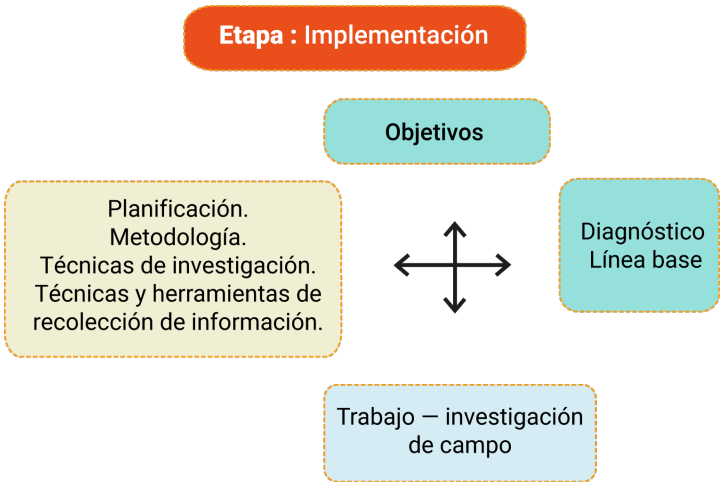 Etapa : Implementación
Objetivos
Planificación.
Metodología.
Técnicas de investigación.
Técnicas y herramientas de
recolección de información.
Diagnóstico
Línea base
Trabajo — investigación
de campo